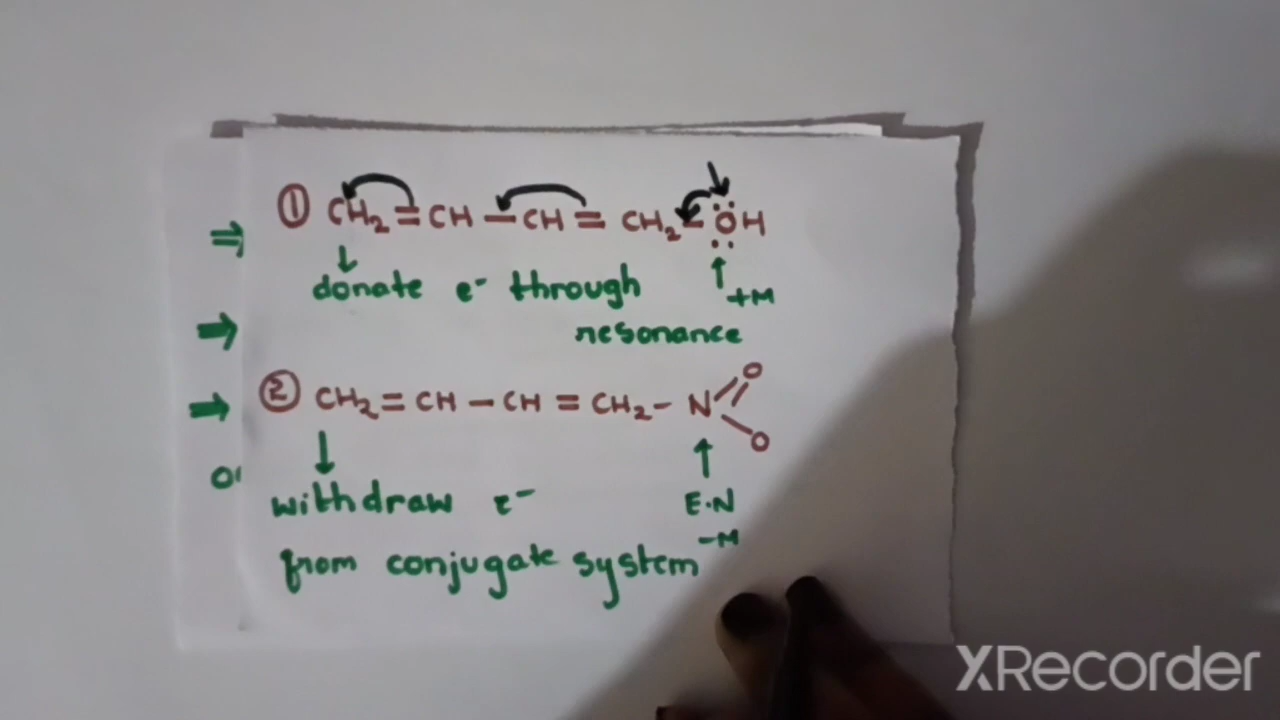 ① CH₂ = CH – CH = CH₂ – ÖH
donate e⁻ through
+M
resonance
② CH₂ = CH – CH = CH₂ – N
O
O
withdraw e⁻
E·N
–M
from conjugate system
XRecorder